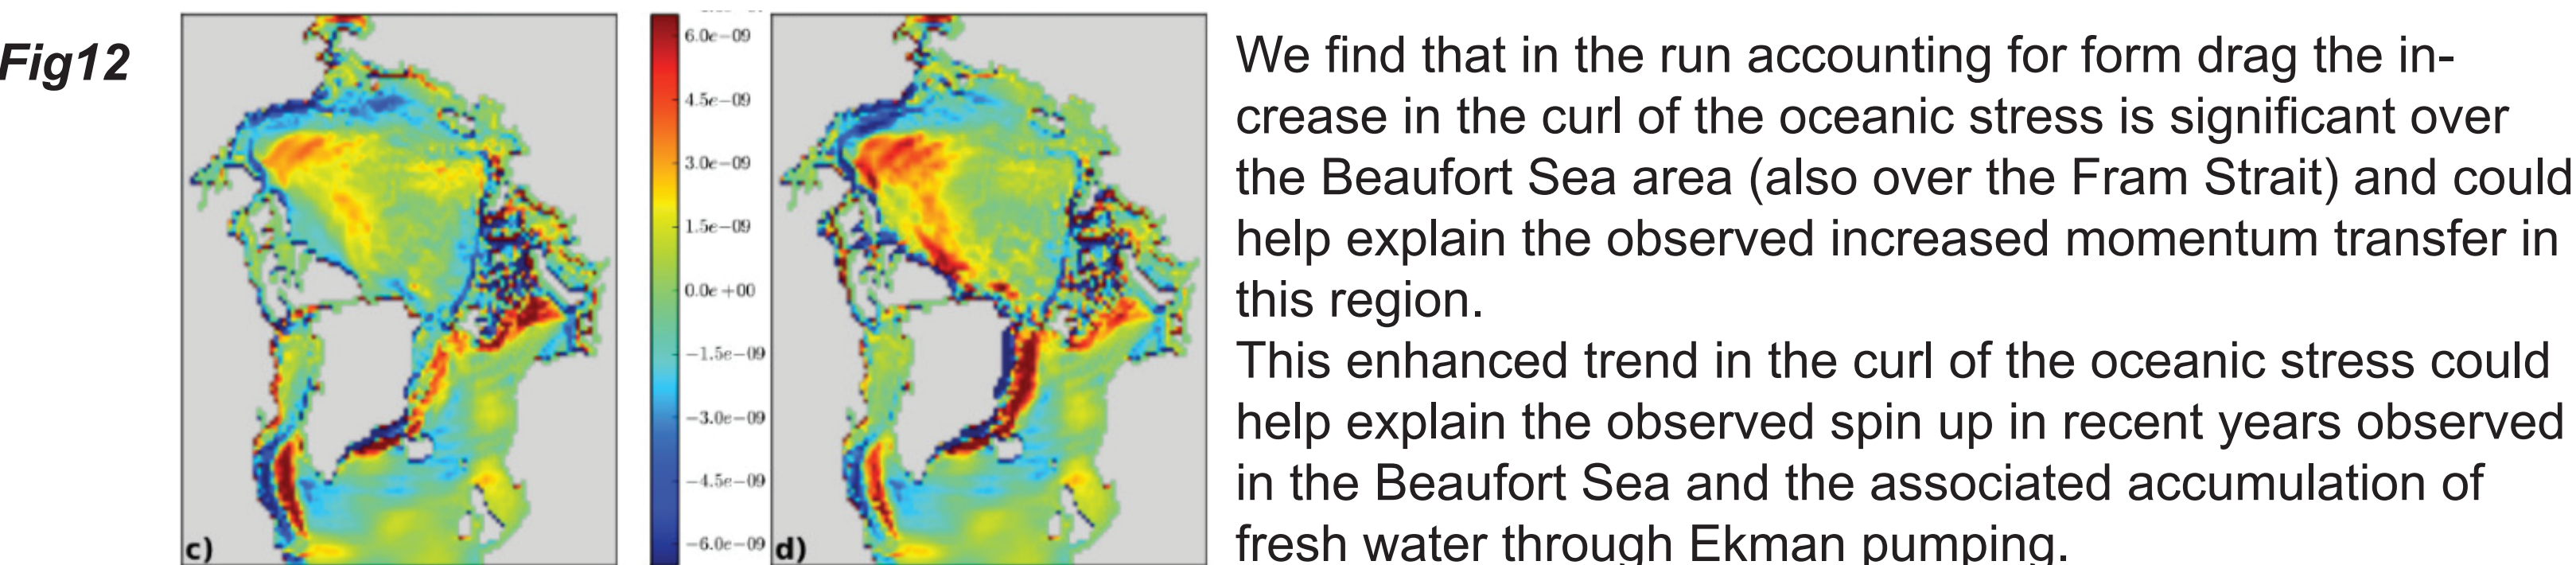 Fig12
6.0e−09
4.5e−09
3.0e−09
1.5e−09
0.0e+00
−1.5e−09
−3.0e−09
−4.5e−09
−6.0e−09
c)
d)
We find that in the run accounting for form drag the in-
crease in the curl of the oceanic stress is significant over
the Beaufort Sea area (also over the Fram Strait) and could
help explain the observed increased momentum transfer in
this region.
This enhanced trend in the curl of the oceanic stress could
help explain the observed spin up in recent years observed
in the Beaufort Sea and the associated accumulation of
fresh water through Ekman pumping.